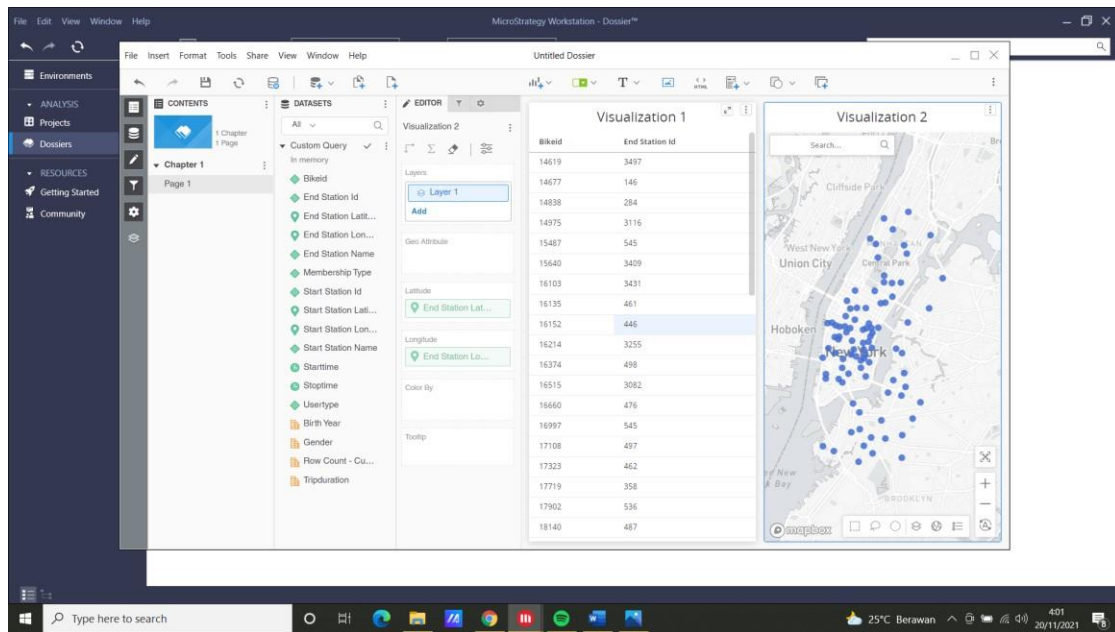 File Edit View Window Help
MicroStrategy Workstation - Dossier™
File Insert Format Tools Share View Window Help
Untitled Dossier
Environments
ANALYSIS
Projects
Dossiers
RESOURCES
Getting Started
Community
CONTENTS
1 Chapter
1 Page
Chapter 1
Page 1
DATASETS
All
Custom Query
In memory
Bikeid
End Station Id
End Station Latit...
End Station Lon...
End Station Name
Membership Type
Start Station Id
Start Station Lati...
Start Station Lon...
Start Station Name
Starttime
Stoptime
Usertype
Birth Year
Gender
Row Count - Cu...
Tripduration
EDITOR
Visualization 2
Layers
Layer 1
Add
Geo Attribute
Latitude
End Station Lat...
Longitude
End Station Lo...
Color By
Tooltip
T
HTML
Visualization 1
Bikeid End Station Id
14619 3497
14677 146
14838 284
14975 3116
15487 545
15640 3409
16103 3431
16135 461
16152 446
16214 3255
16374 498
16515 3082
16660 476
16997 545
17108 497
17323 462
17719 358
17902 536
18140 487
Visualization 2
Search...
Cliffside Park
West New York
Union City
Central Park
Hoboken
New York
BROOKLYN
mapbox
Type here to search
25°C Berawan
4:01
20/11/2021